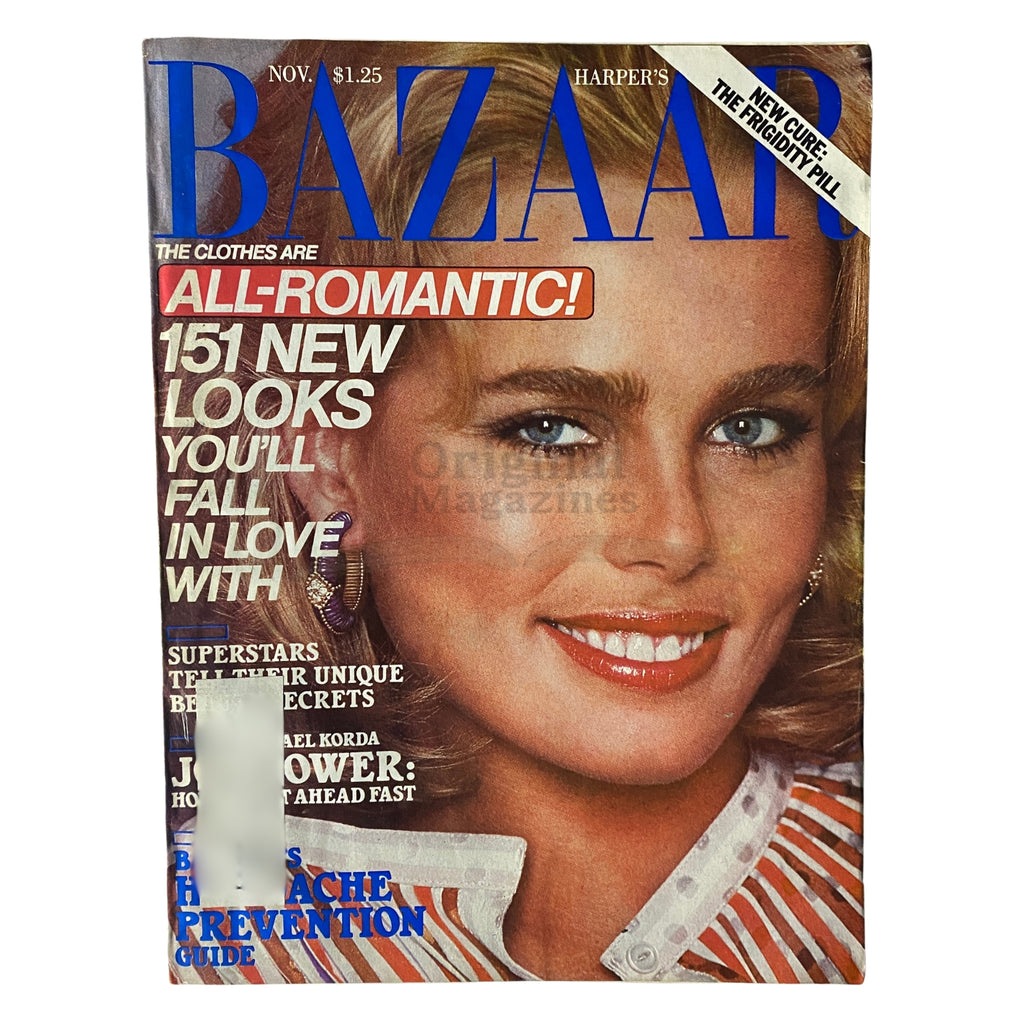 NOV. $1.25
HARPER'S
BAZAAR
NEW CURE:
THE FRIGIDITY PILL
THE CLOTHES ARE
ALL-ROMANTIC!
151 NEW
LOOKS
YOU'LL
FALL
IN LOVE
WITH
Original
Magazines
SUPERSTARS
TELL THEIR UNIQUE
SECRETS
KORDA
AHEAD FAST
PREVENTION
GUIDE